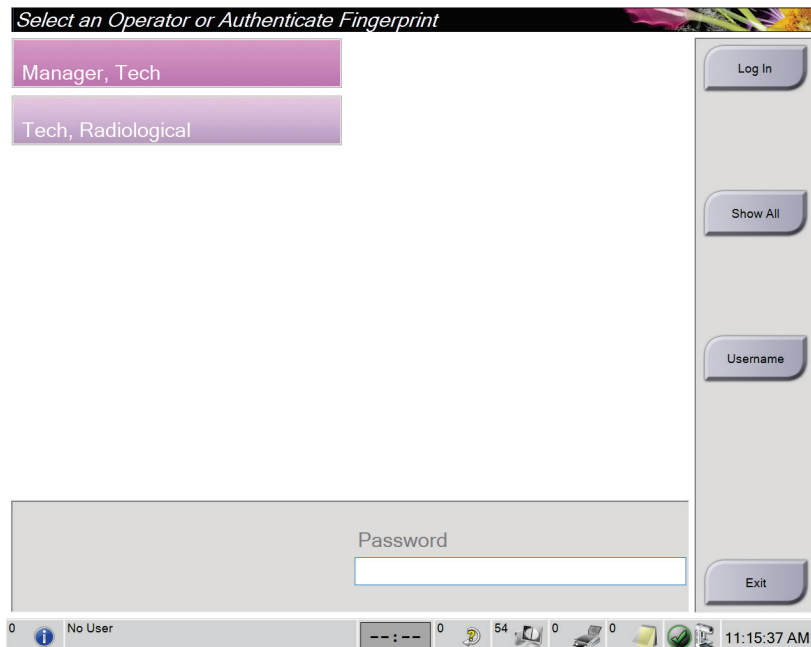 Select an Operator or Authenticate Fingerprint
Manager, Tech
Tech, Radiological
Log In
Show All
Username
Password
Exit
0
No User
--:--
0
54
0
0
11:15:37 AM